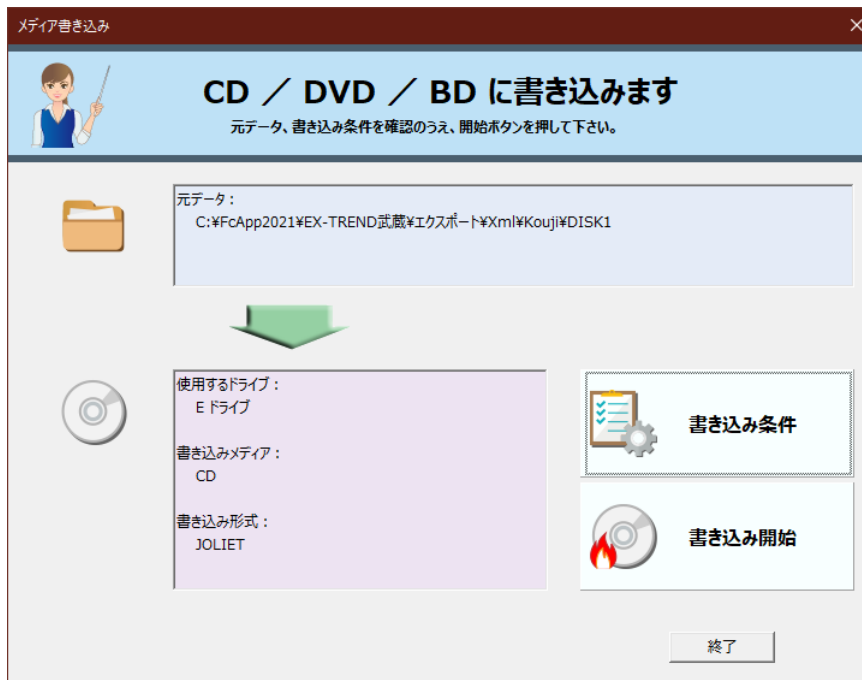 メディア書き込み
CD ／ DVD ／ BD に書き込みます
元データ、書き込み条件を確認のうえ、開始ボタンを押して下さい。
元データ：
C:¥FcApp2021¥EX-TREND武蔵¥エクスポート¥Xml¥Kouji¥DISK1
使用するドライブ：
E ドライブ
書き込みメディア：
CD
書き込み形式：
JOLIET
書き込み条件
書き込み開始
終了